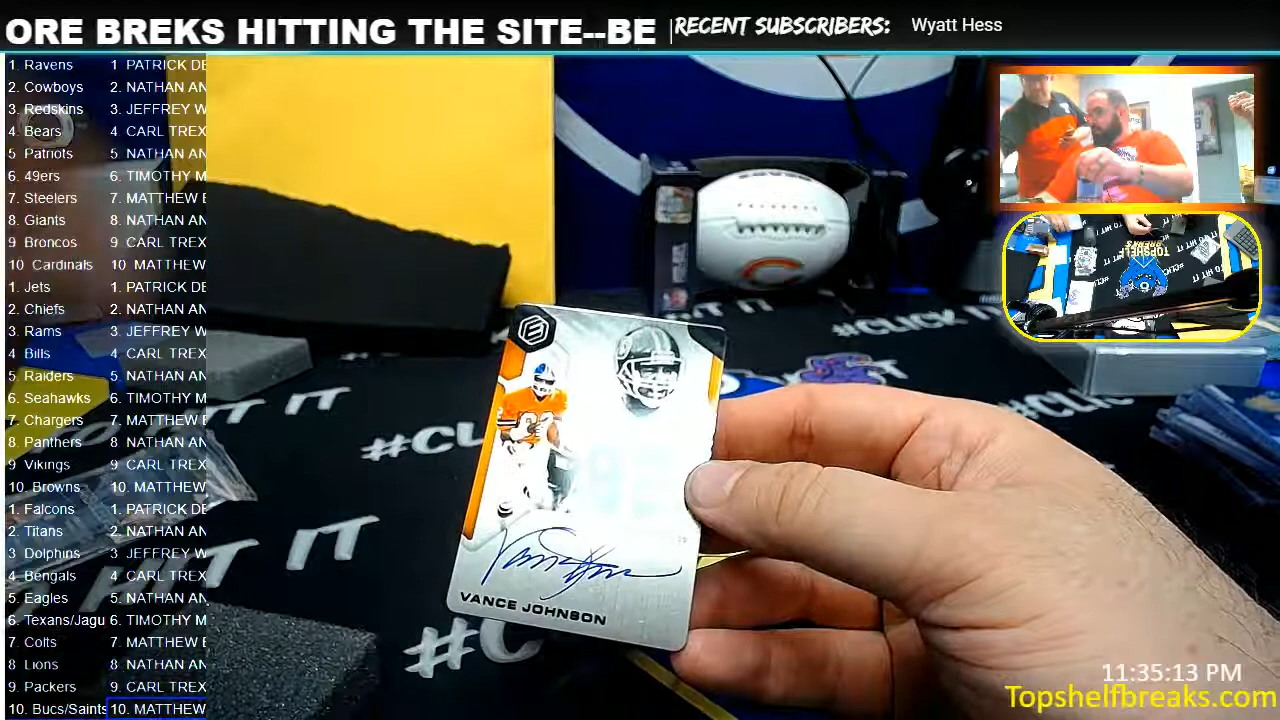 ORE BREKS HITTING THE SITE--BE
RECENT SUBSCRIBERS: Wyatt Hess
1. Ravens 1 PATRICK DE
2. Cowboys 2. NATHAN AN
3. Redskins 3. JEFFREY W
4 Bears 4. CARL TREX
5 Patriots 5. NATHAN AN
6. 49ers 6. TIMOTHY M
7. Steelers 7. MATTHEW E
8. Giants 8. NATHAN AN
9 Broncos 9 CARL TREX
10 Cardinals 10 MATTHEW
1. Jets 1. PATRICK DE
2. Chiefs 2. NATHAN AN
3. Rams 3. JEFFREY W
4 Bills 4. CARL TREX
5. Raiders 5. NATHAN AN
6. Seahawks 6. TIMOTHY M
7. Chargers 7. MATTHEW E
8. Panthers 8 NATHAN AN
9 Vikings 9 CARL TREX
10. Browns 10. MATTHEW
1. Falcons 1. PATRICK DE
2. Titans 2. NATHAN AN
3 Dolphins 3 JEFFREY W
4 Bengals 4 CARL TREX
5. Eagles 5. NATHAN AN
6. Texans/Jagu 6. TIMOTHY M
7. Colts 7. MATTHEW E
8 Lions 8 NATHAN AN
9. Packers 9. CARL TREX
10. Bucs/Saints 10. MATTHEW
#CLICK
IT
#CL
IT
IT
#CLIC
VANCE JOHNSON
TOPSHELF
11:35:13 PM
Topshelfbreaks.com